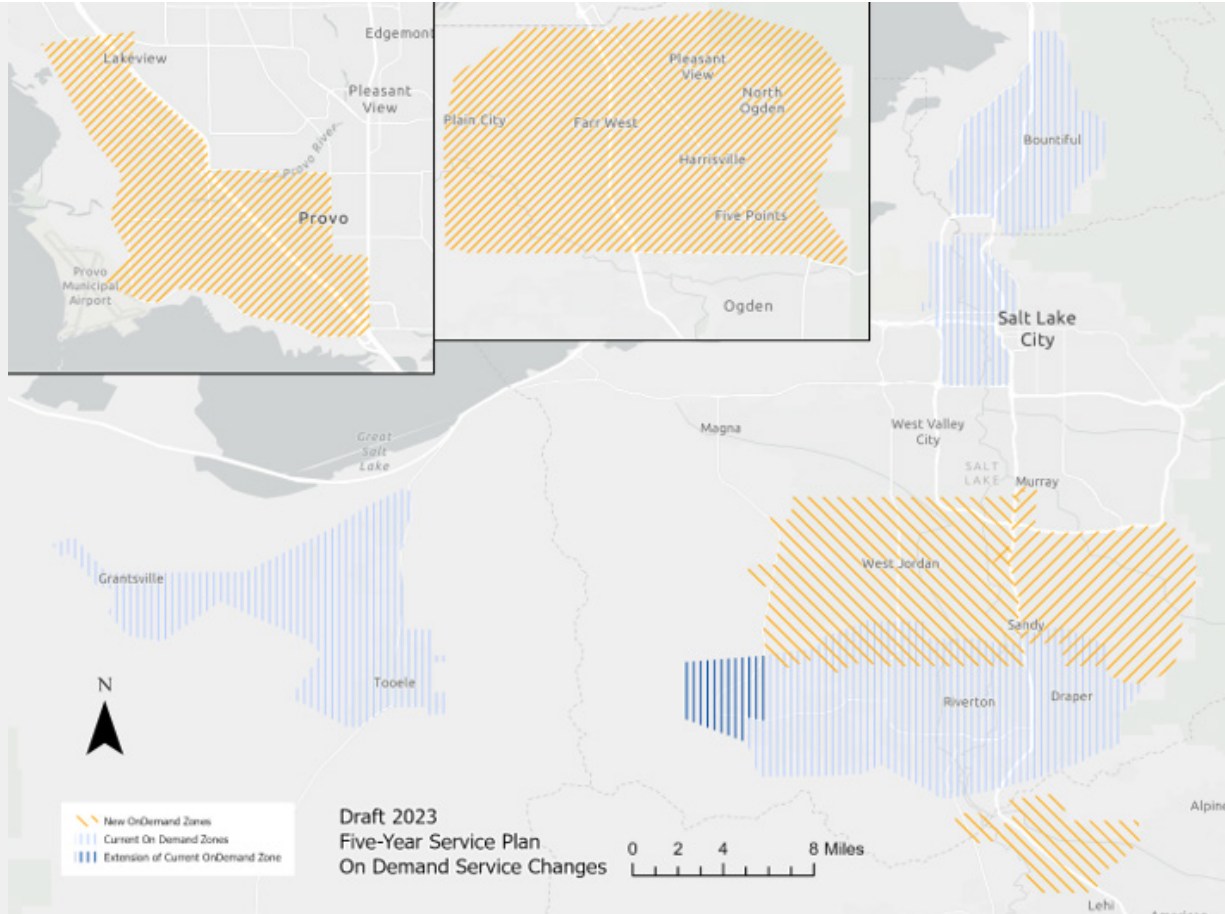 Edgemont
Lakeview
Pleasant
View
Provo River
Provo
Provo
Municipal
Airport
Pleasant
View
North
Ogden
Plain City
Farr West
Harrisville
Five Points
Ogden
Bountiful
Salt Lake
City
Great
Salt
Lake
Magna
West Valley
City
SALT
LAKE
Murray
West Jordan
Grantsville
Sandy
Tooele
Riverton
Draper
N
New OnDemand Zones
Current On Demand Zones
Extension of Current OnDemand Zone
Draft 2023
Five-Year Service Plan
On Demand Service Changes
0 2 4 8 Miles
Alpine
Lehi